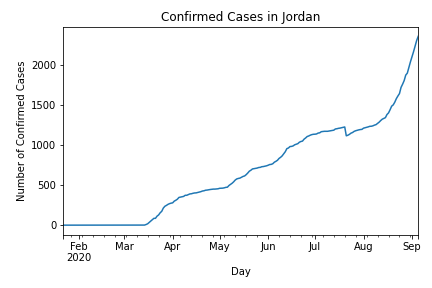 Confirmed Cases in Jordan
Number of Confirmed Cases
2000
1500
1000
500
0
Feb Mar Apr May Jun Jul Aug Sep
2020
Day